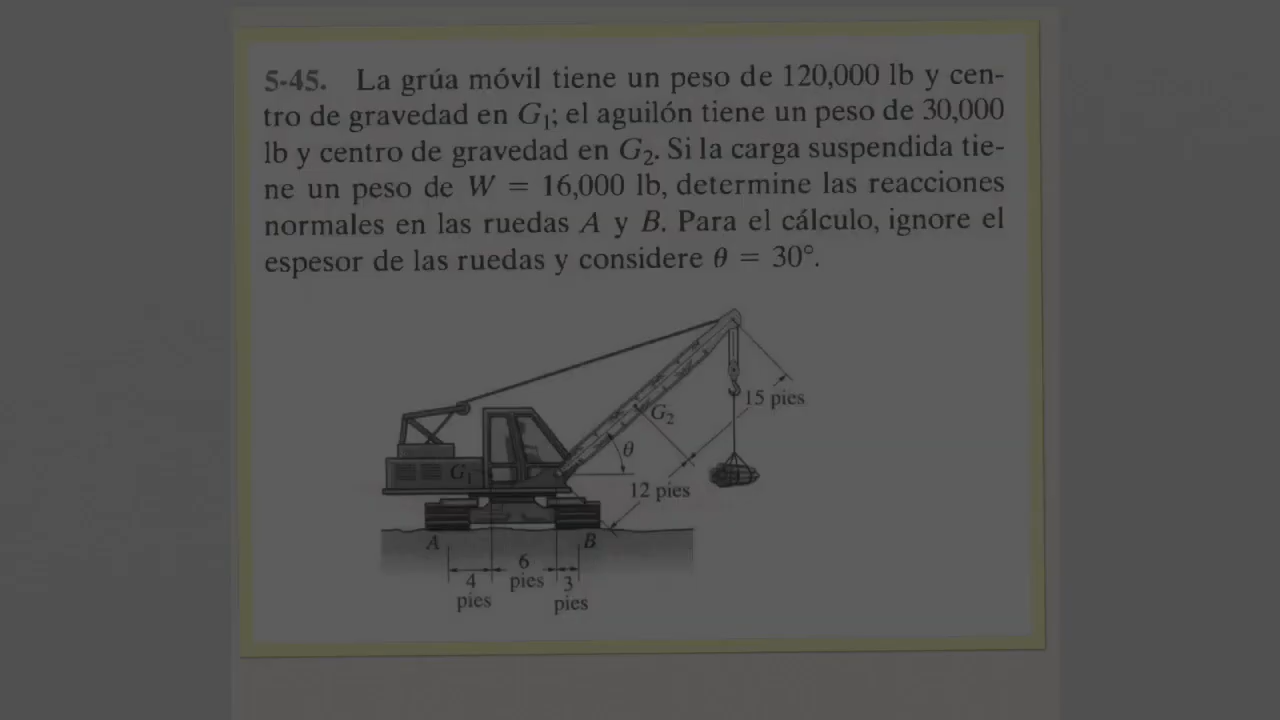 5-45. La grúa móvil tiene un peso de 120,000 lb y cen-
tro de gravedad en G₁; el aguilón tiene un peso de 30,000
lb y centro de gravedad en G₂. Si la carga suspendida tie-
ne un peso de W = 16,000 lb, determine las reacciones
normales en las ruedas A y B. Para el cálculo, ignore el
espesor de las ruedas y considere θ = 30°.
15 pies
G₂
θ
G₁
12 pies
A
B
4
pies
6
pies
3
pies